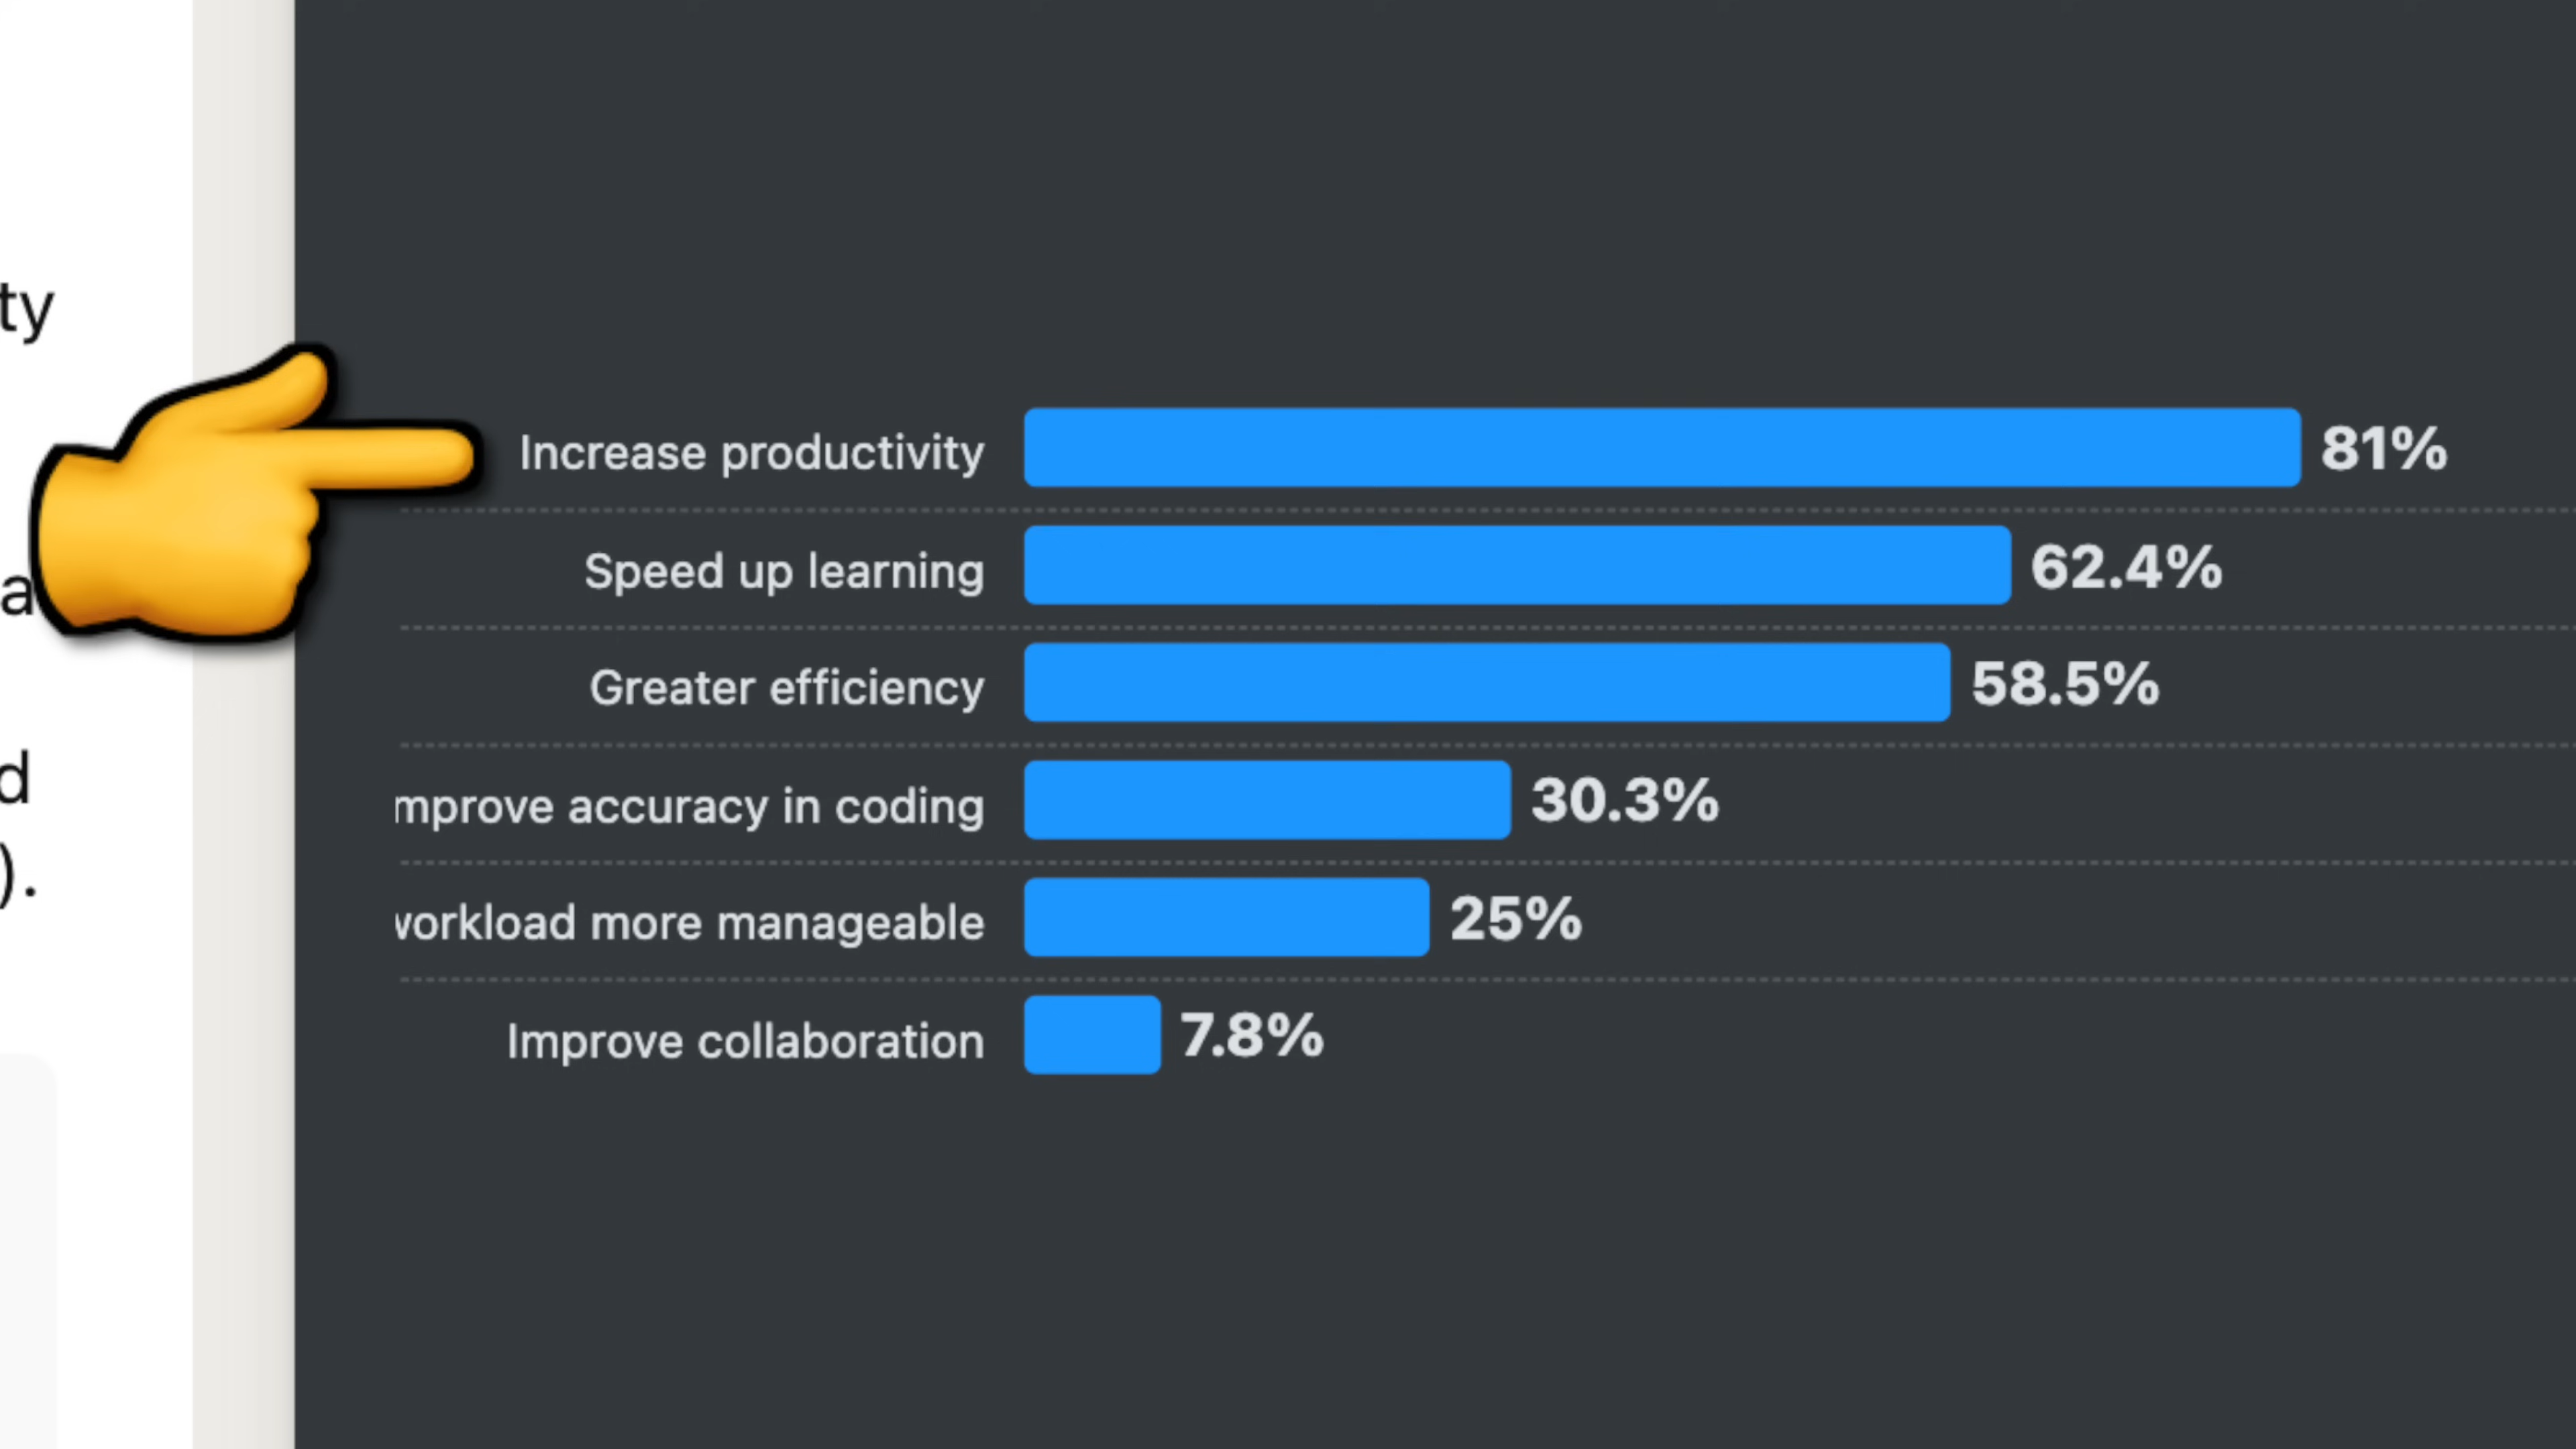 ty
a
d
).
Increase productivity 81%
Speed up learning 62.4%
Greater efficiency 58.5%
mprove accuracy in coding 30.3%
workload more manageable 25%
Improve collaboration 7.8%